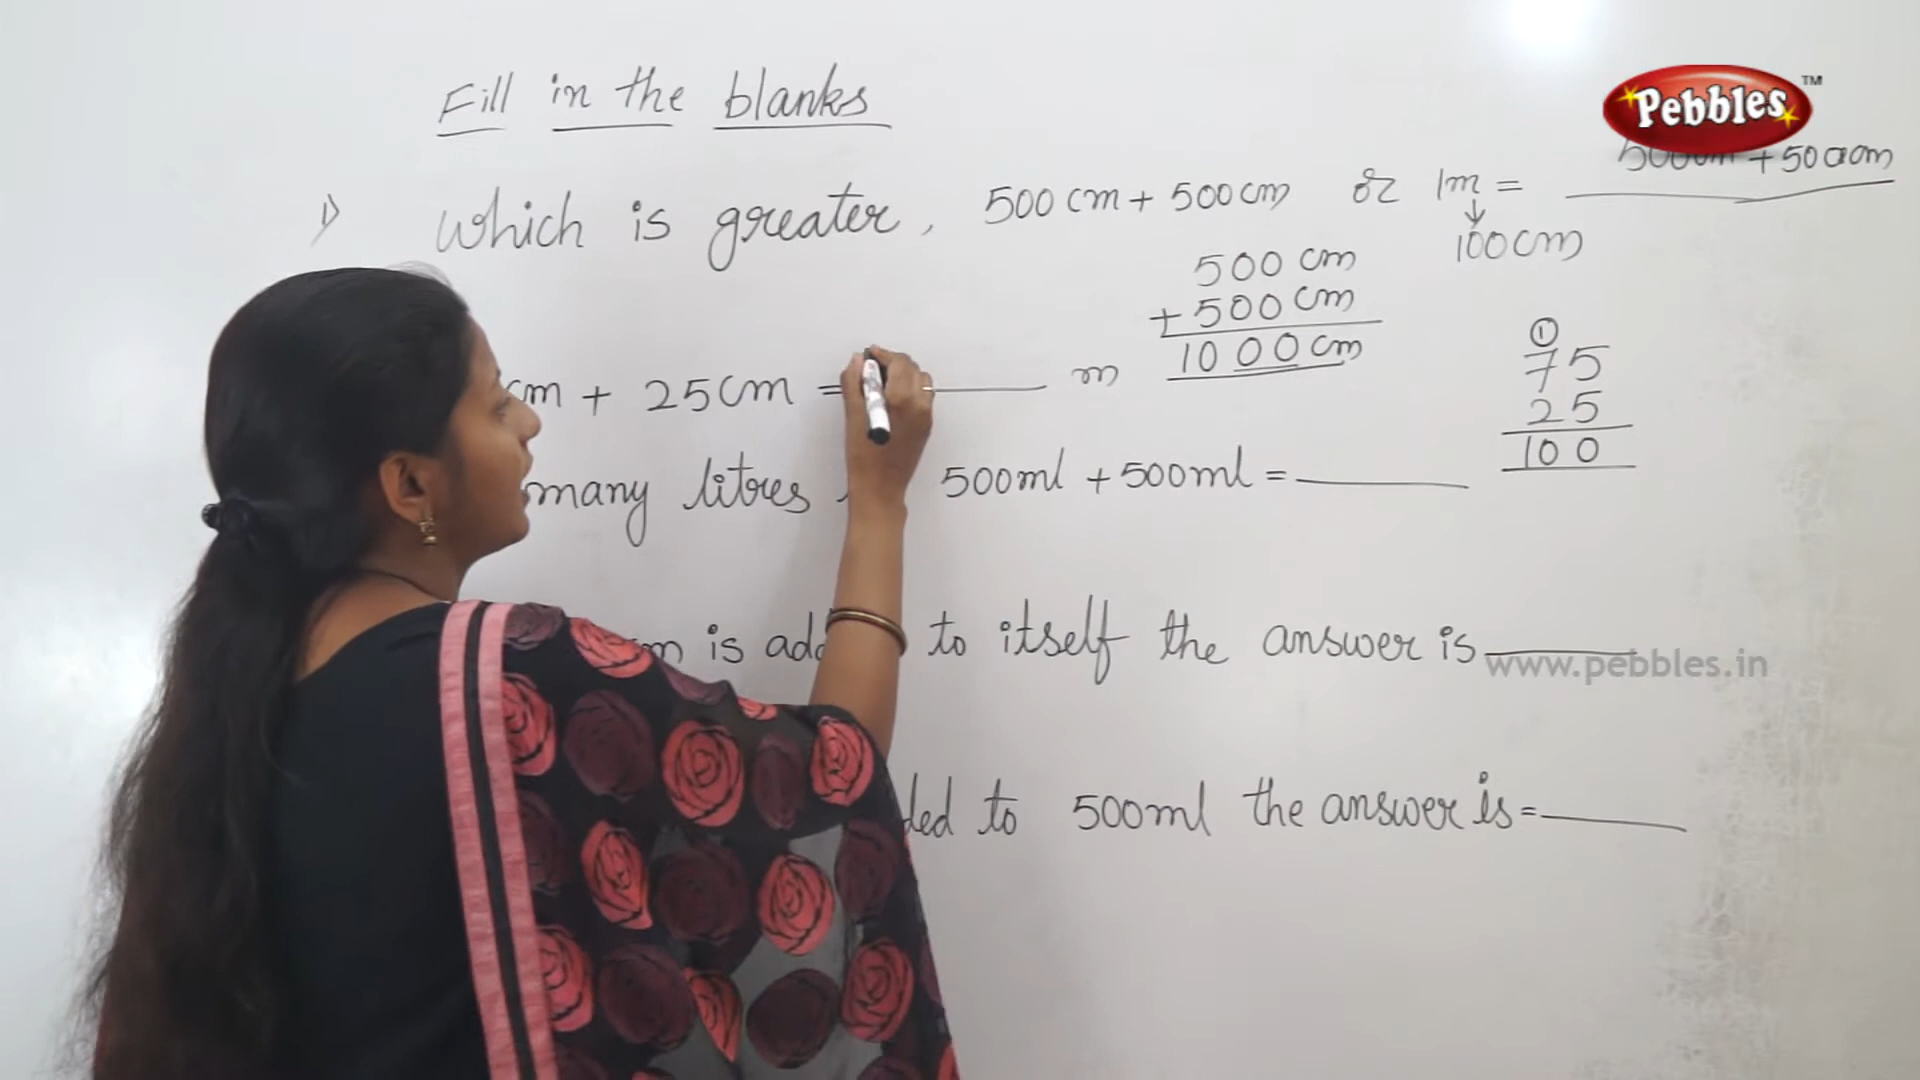 Fill in the blanks
Pebbles TM
1) Which is greater, 500 cm + 500 cm or 1m = 500cm + 500cm
100cm
500 cm
+ 500 cm
1000 cm
1
75
25
100
cm + 25cm = m
many litres 500ml + 500ml =
m is to itself the answer is
www.pebbles.in
to 500ml the answer is =